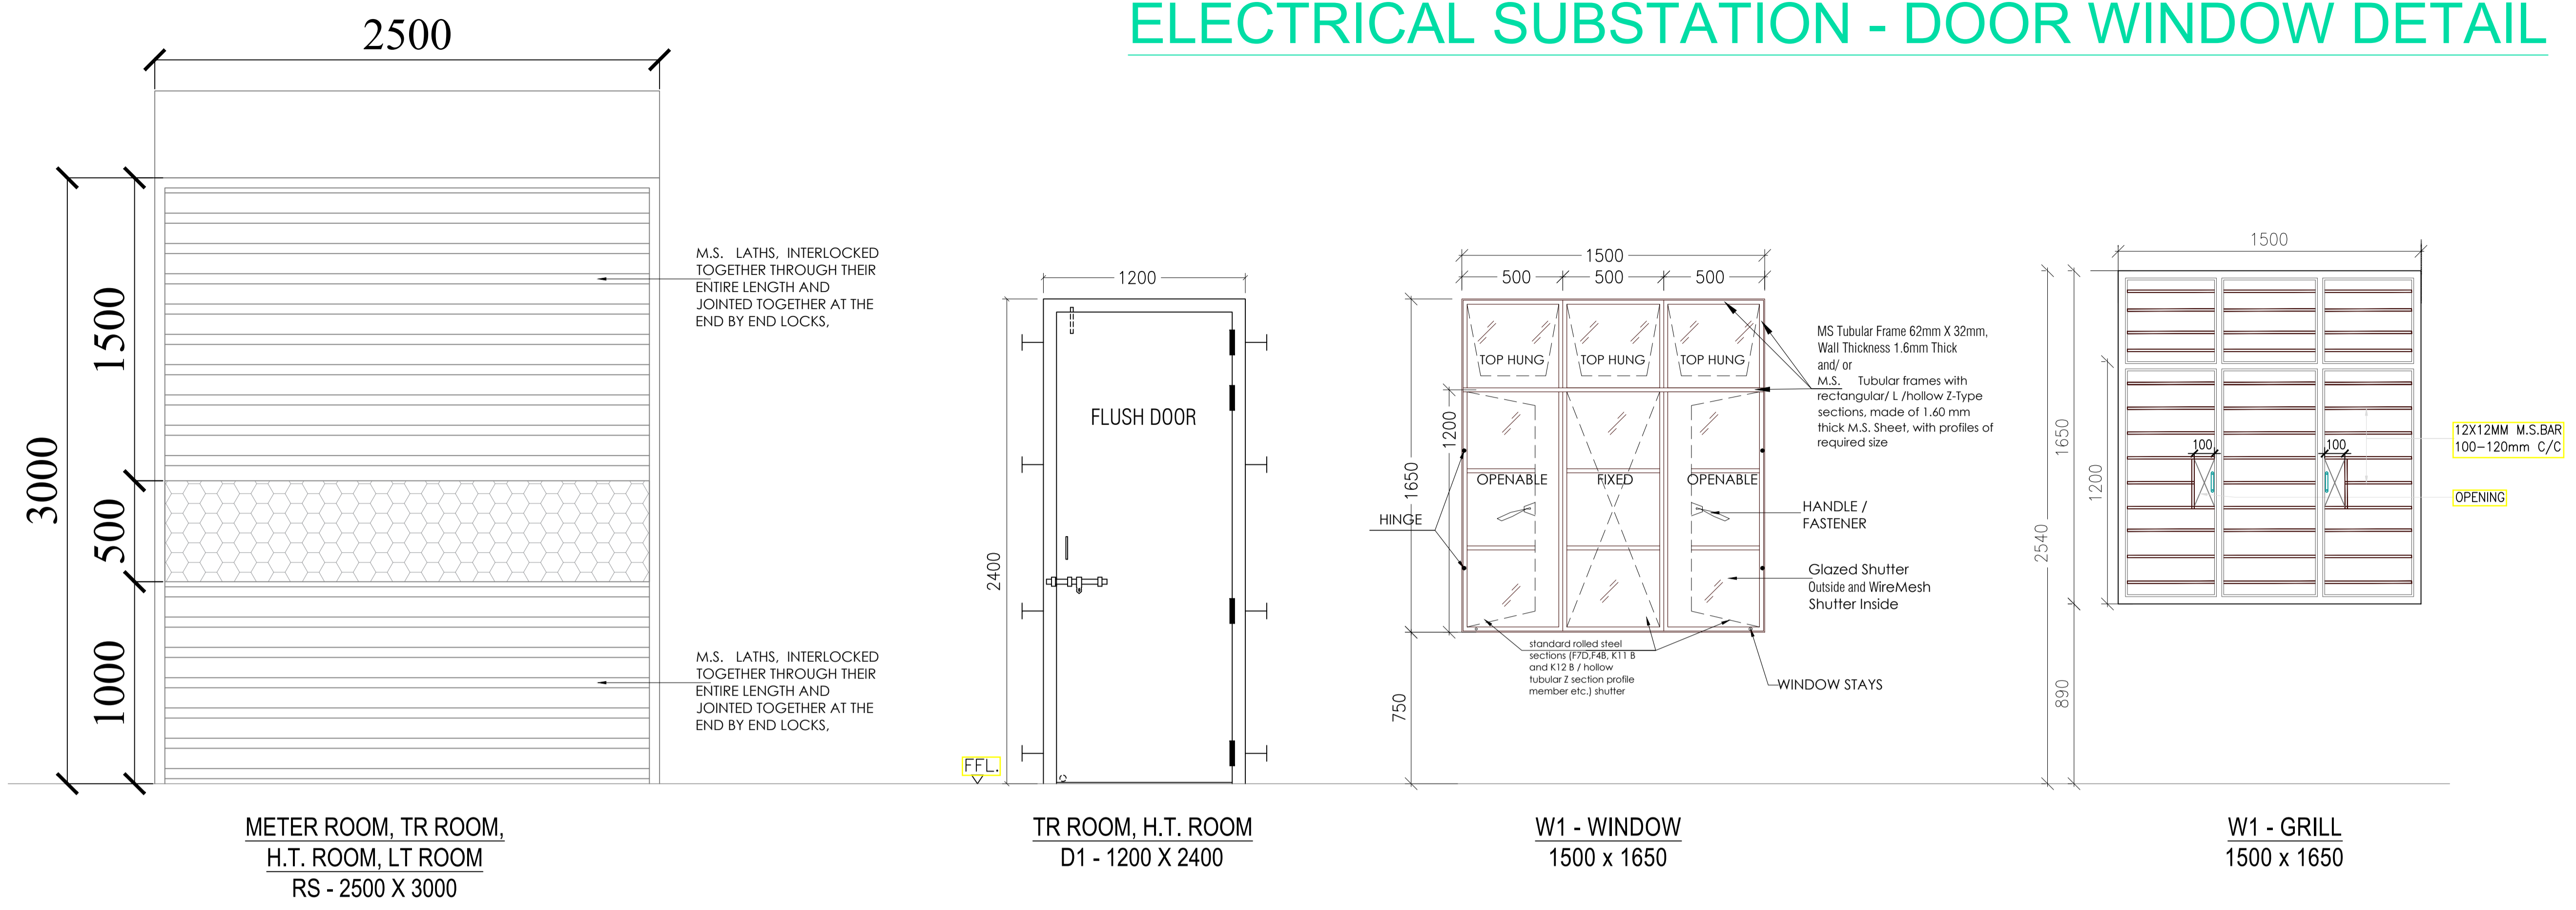 ELECTRICAL SUBSTATION - DOOR WINDOW DETAIL
2500
3000
1500
500
1000
M.S. LATHS, INTERLOCKED
TOGETHER THROUGH THEIR
ENTIRE LENGTH AND
JOINTED TOGETHER AT THE
END BY END LOCKS,
M.S. LATHS, INTERLOCKED
TOGETHER THROUGH THEIR
ENTIRE LENGTH AND
JOINTED TOGETHER AT THE
END BY END LOCKS,
METER ROOM, TR ROOM,
H.T. ROOM, LT ROOM
RS - 2500 X 3000
1200
2400
FLUSH DOOR
FFL.
TR ROOM, H.T. ROOM
D1 - 1200 X 2400
1500
500
500
500
TOP HUNG
TOP HUNG
TOP HUNG
1200
1650
750
OPENABLE
FIXED
OPENABLE
HINGE
MS Tubular Frame 62mm X 32mm,
Wall Thickness 1.6mm Thick
and/ or
M.S. Tubular frames with
rectangular/ L /hollow Z-Type
sections, made of 1.60 mm
thick M.S. Sheet, with profiles of
required size
HANDLE /
FASTENER
Glazed Shutter
Outside and WireMesh
Shutter Inside
standard rolled steel
sections (F7D,F4B, K11 B
and K12 B / hollow
tubular Z section profile
member etc.) shutter
WINDOW STAYS
W1 - WINDOW
1500 x 1650
1500
1650
1200
2540
890
100
100
12X12MM M.S.BAR
100-120mm C/C
OPENING
W1 - GRILL
1500 x 1650